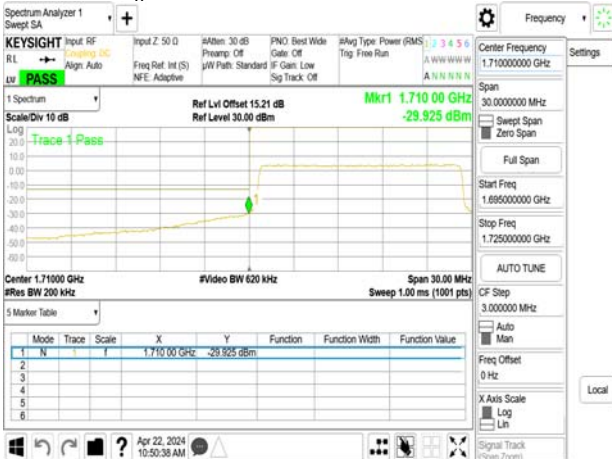 Spectrum Analyzer 1
Swept SA
+
Frequency
KEYSIGHT
RL
PASS
Input: RF
Coupling: DC
Align: Auto
Input Z: 50 Ω
Freq Ref: Int (S)
NFE: Adaptive
#Atten: 30 dB
Preamp: Off
µW Path: Standard
PNO: Best Wide
Gate: Off
IF Gain: Low
Sig Track: Off
#Avg Type: Power (RMS
Trig: Free Run
1 2 3 4 5 6
A W W W W W
A N N N N N
1 Spectrum
Scale/Div 10 dB
Ref Lvl Offset 15.21 dB
Ref Level 30.00 dBm
Mkr1 1.710 00 GHz
-29.925 dBm
Log
Trace 1 Pass
20.0
10.0
0.00
-10.0
-20.0
-30.0
-40.0
-50.0
-60.0
1
Center 1.71000 GHz
#Res BW 200 kHz
#Video BW 620 kHz
Span 30.00 MHz
Sweep 1.00 ms (1001 pts)
5 Marker Table
Mode Trace Scale X Y Function Function Width Function Value
1 N 1 f 1.710 00 GHz -29.925 dBm
2
3
4
5
6
Apr 22, 2024
10:50:38 AM
?
Center Frequency
1.710000000 GHz
Settings
Span
30.0000000 MHz
Swept Span
Zero Span
Full Span
Start Freq
1.695000000 GHz
Stop Freq
1.725000000 GHz
AUTO TUNE
CF Step
3.000000 MHz
Auto
Man
Freq Offset
0 Hz
Local
X Axis Scale
Log
Lin
Signal Track
(Span Zoom)